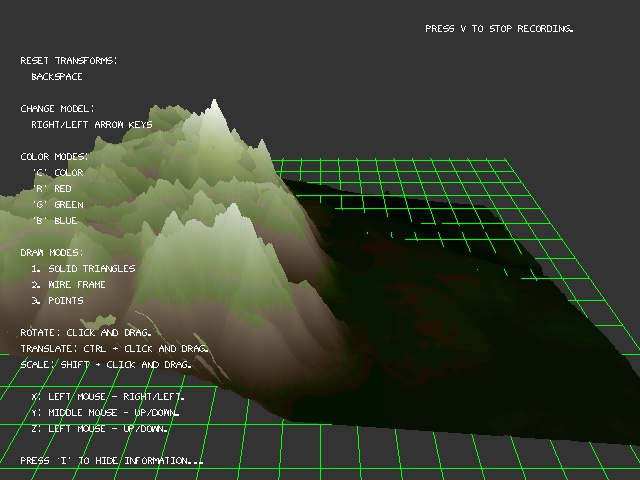 PRESS V TO STOP RECORDING.
RESET TRANSFORMS:
BACKSPACE
CHANGE MODEL:
RIGHT/LEFT ARROW KEYS
COLOR MODES:
'C' COLOR
'R' RED
'G' GREEN
'B' BLUE
DRAW MODES:
1. SOLID TRIANGLES
2. WIRE FRAME
3. POINTS
ROTATE: CLICK AND DRAG.
TRANSLATE: CTRL + CLICK AND DRAG.
SCALE: SHIFT + CLICK AND DRAG.
X: LEFT MOUSE - RIGHT/LEFT.
Y: MIDDLE MOUSE - UP/DOWN.
Z: LEFT MOUSE - UP/DOWN.
PRESS 'I' TO HIDE INFORMATION...